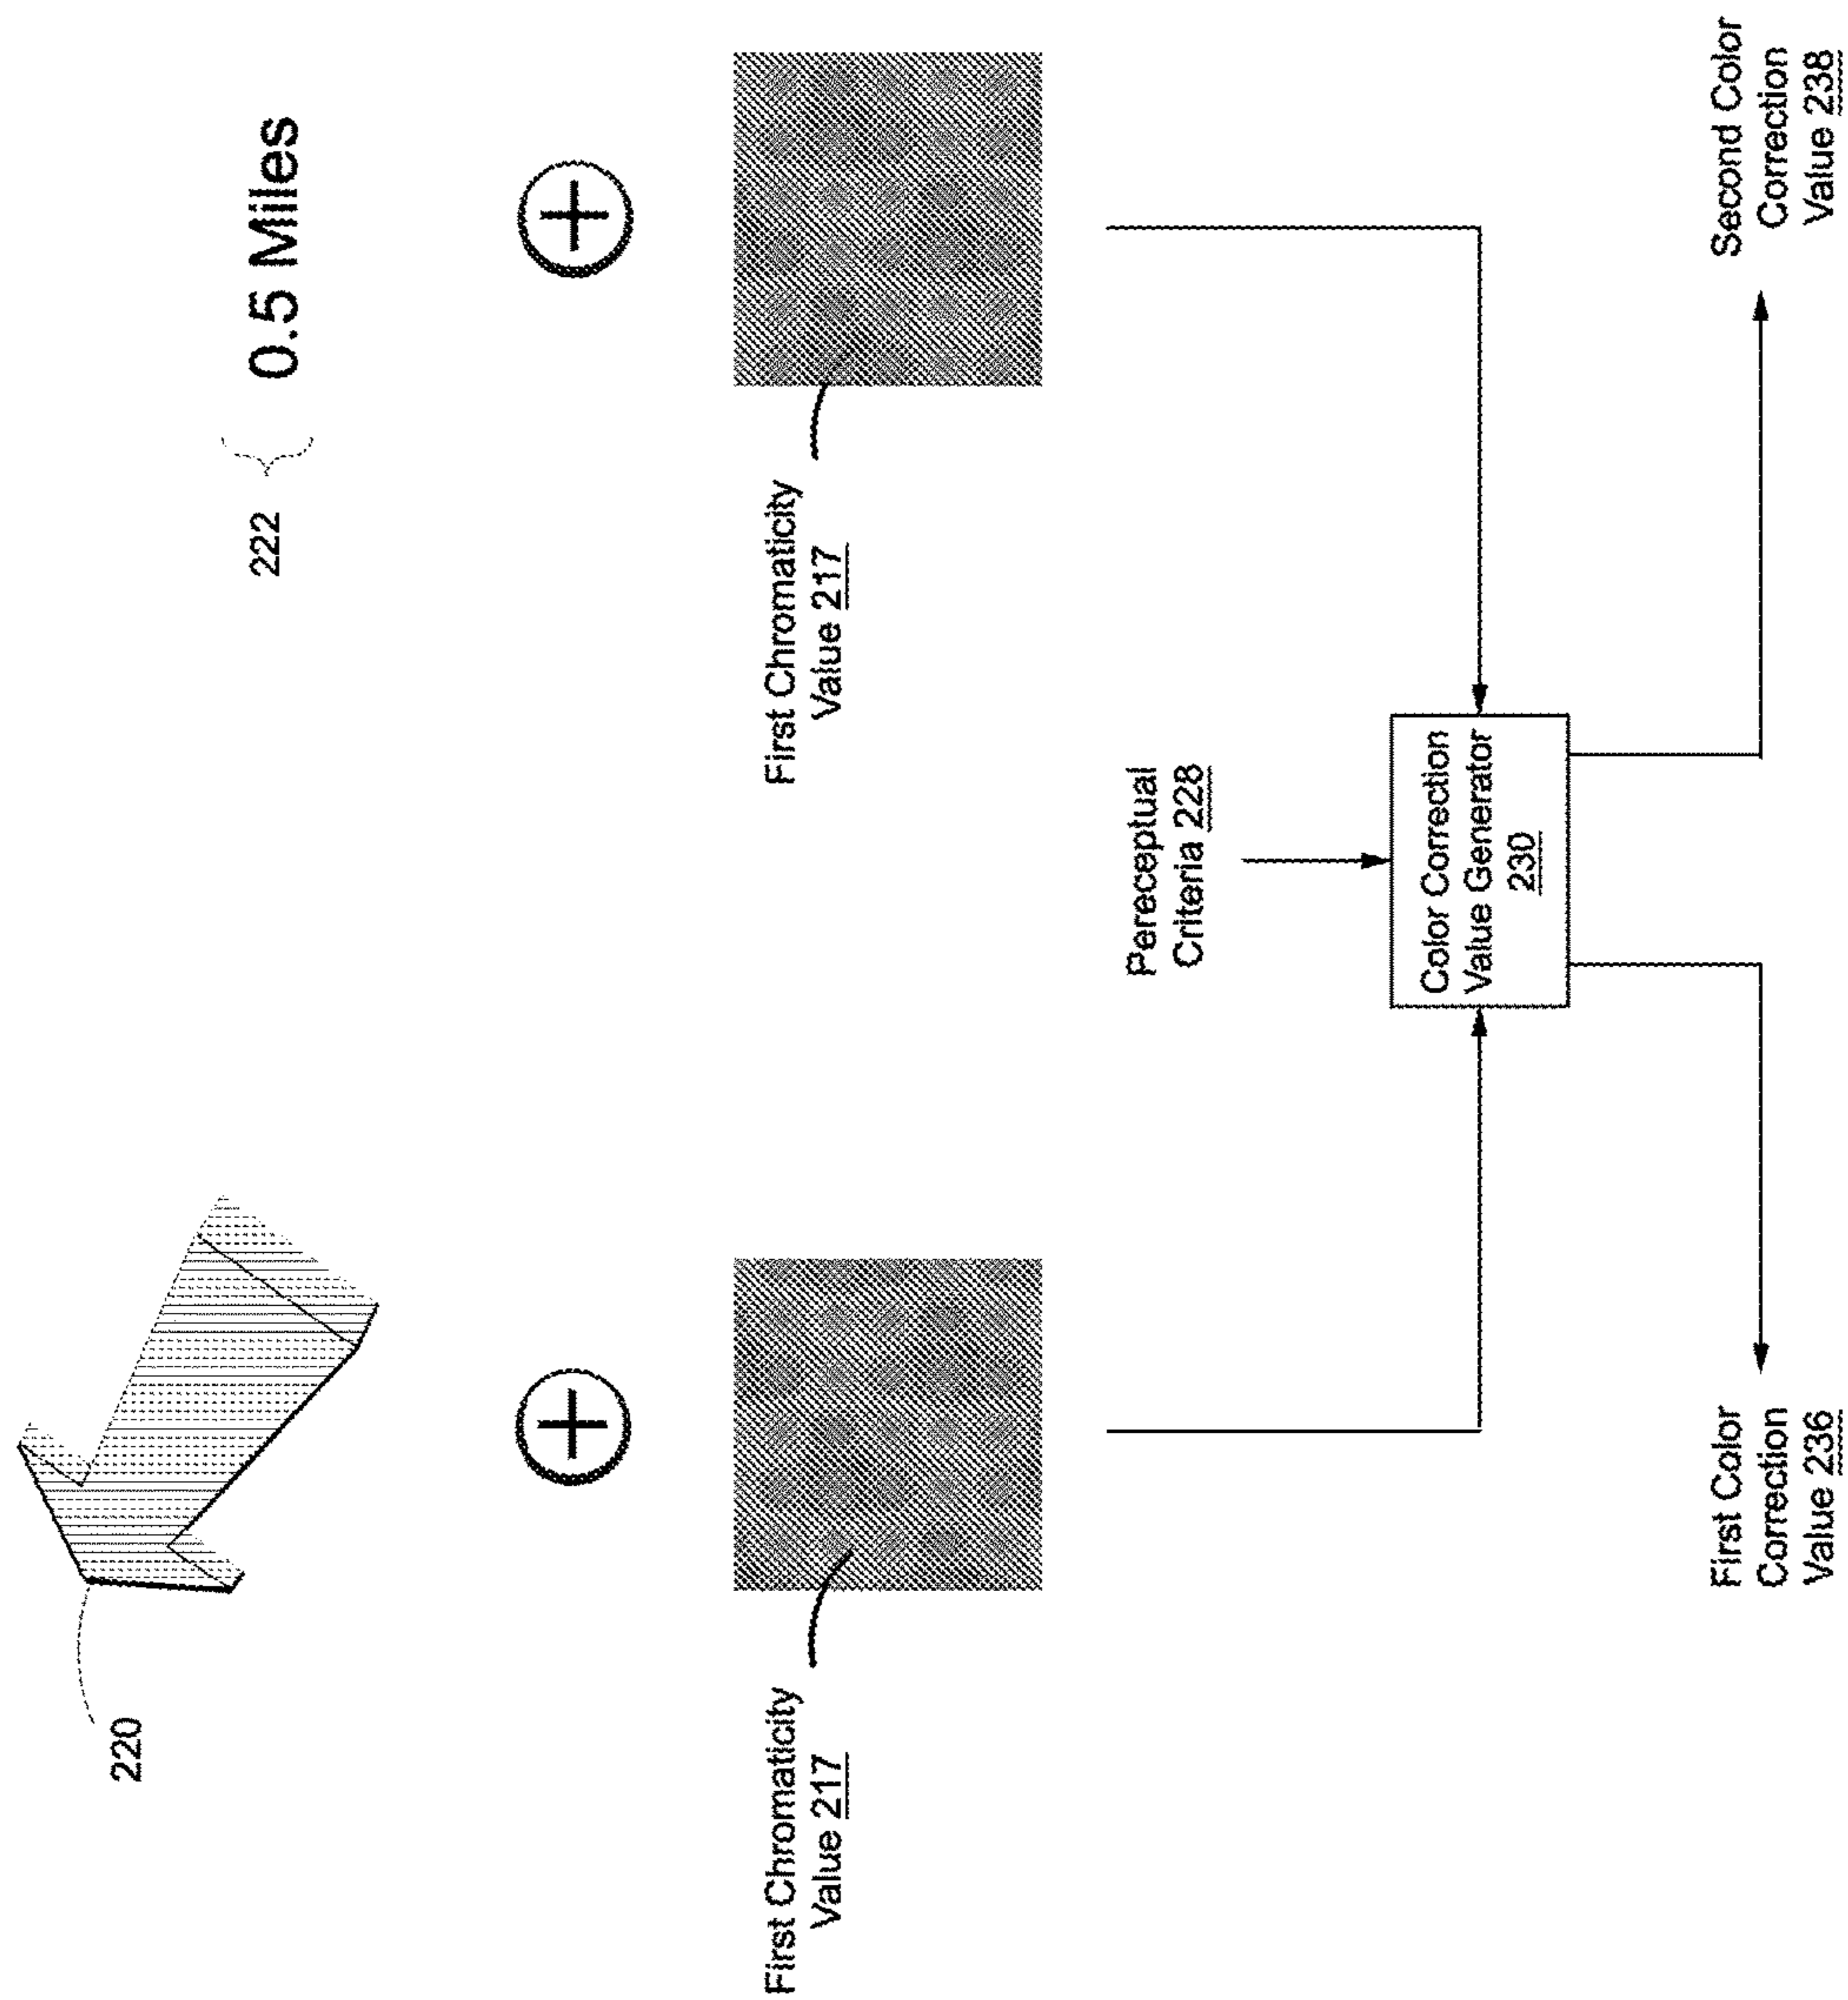 220
222
0.5 Miles
First Chromaticity
Value 217
First Chromaticity
Value 217
Pereceptual
Criteria 228
Color Correction
Value Generator
230
First Color
Correction
Value 236
Second Color
Correction
Value 238